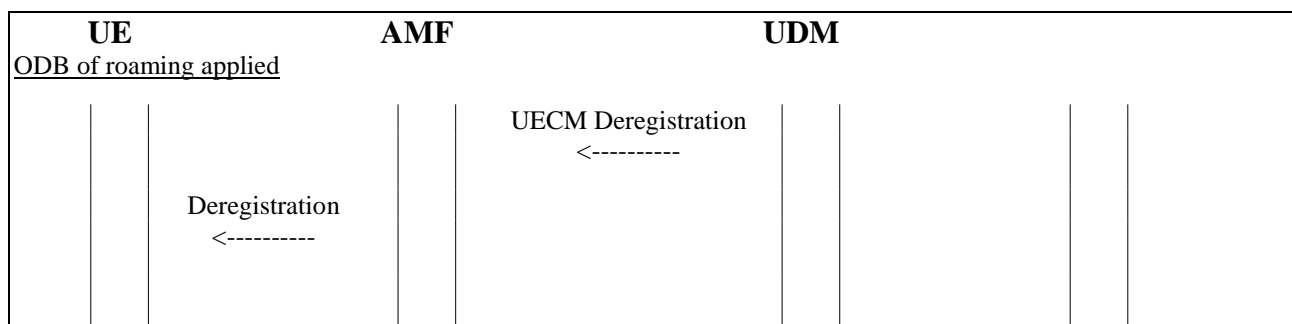 UE AMF UDM
ODB of roaming applied
UECM Deregistration
<----------
Deregistration
<----------